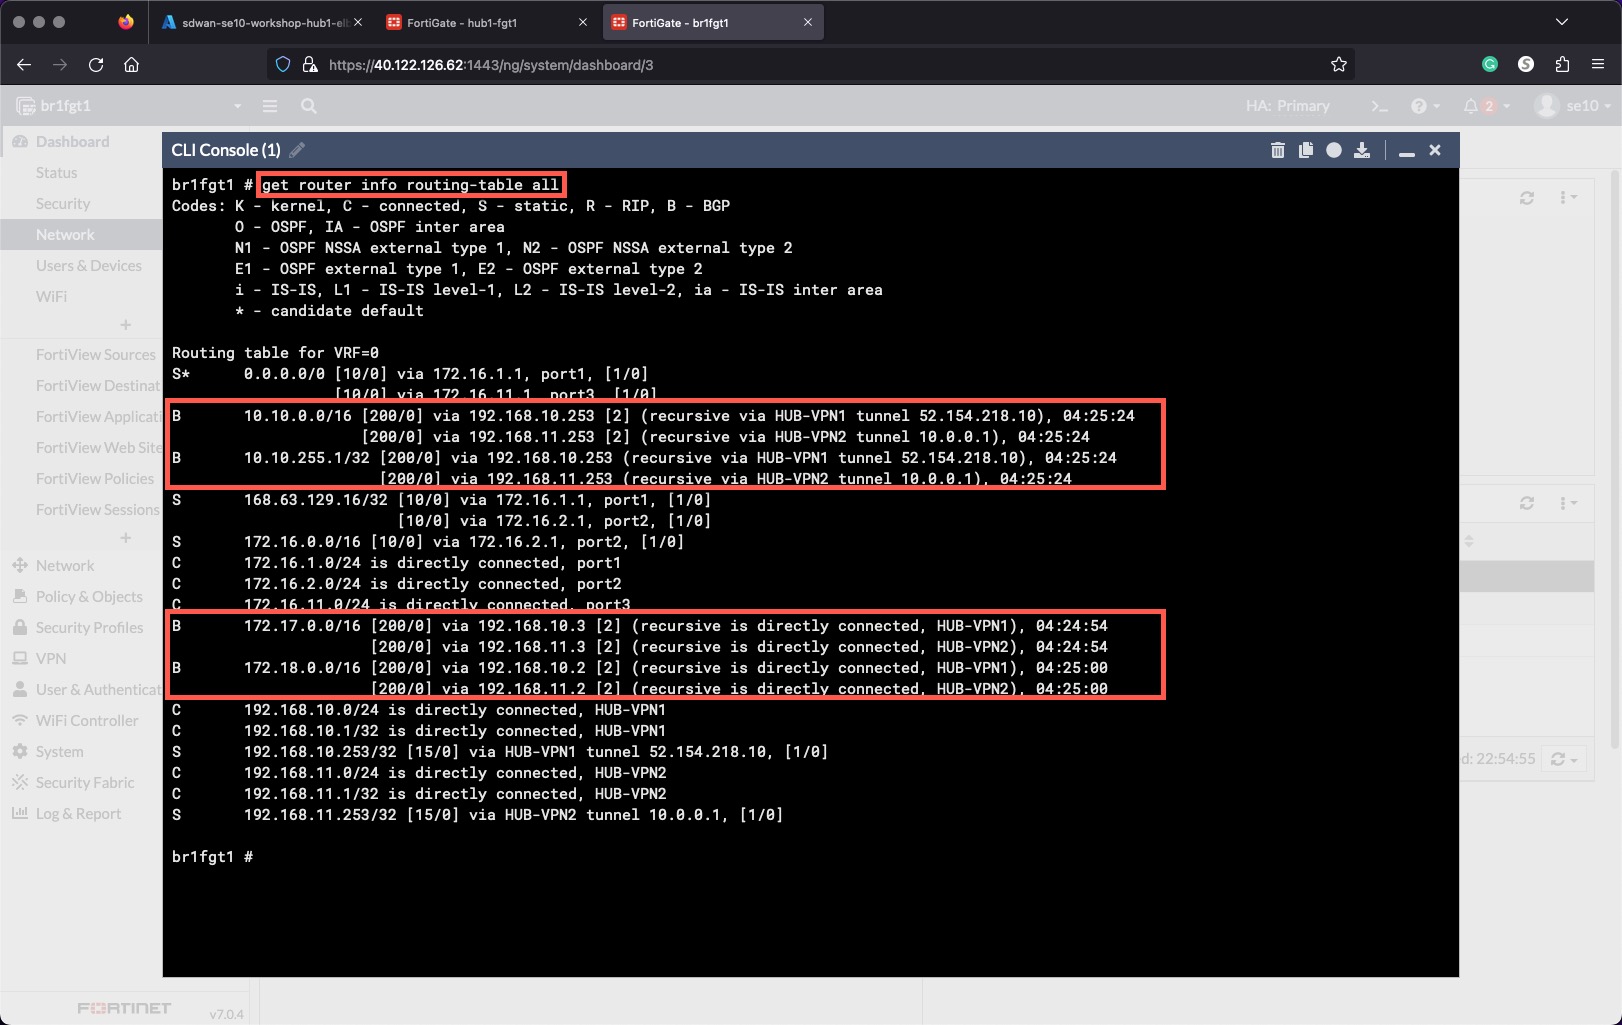 sdwan-se10-workshop-hub1-elb
FortiGate - hub1-fgt1
FortiGate - br1fgt1
https://40.122.126.62:1443/ng/system/dashboard/3
br1fgt1
HA: Primary
>_
2
se10
Dashboard
Status
Security
Network
Users & Devices
WiFi
+
FortiView Sources
FortiView Destinat
FortiView Applicati
FortiView Web Site
FortiView Policies
FortiView Sessions
+
Network
Policy & Objects
Security Profiles
VPN
User & Authenticat
WiFi Controller
System
Security Fabric
Log & Report
FORTINET
v7.0.4
CLI Console (1)
br1fgt1 # get router info routing-table all
Codes: K - kernel, C - connected, S - static, R - RIP, B - BGP
O - OSPF, IA - OSPF inter area
N1 - OSPF NSSA external type 1, N2 - OSPF NSSA external type 2
E1 - OSPF external type 1, E2 - OSPF external type 2
i - IS-IS, L1 - IS-IS level-1, L2 - IS-IS level-2, ia - IS-IS inter area
* - candidate default
Routing table for VRF=0
S* 0.0.0.0/0 [10/0] via 172.16.1.1, port1, [1/0]
[10/0] via 172.16.11.1, port3, [1/0]
B 10.10.0.0/16 [200/0] via 192.168.10.253 [2] (recursive via HUB-VPN1 tunnel 52.154.218.10), 04:25:24
[200/0] via 192.168.11.253 [2] (recursive via HUB-VPN2 tunnel 10.0.0.1), 04:25:24
B 10.10.255.1/32 [200/0] via 192.168.10.253 (recursive via HUB-VPN1 tunnel 52.154.218.10), 04:25:24
[200/0] via 192.168.11.253 (recursive via HUB-VPN2 tunnel 10.0.0.1), 04:25:24
S 168.63.129.16/32 [10/0] via 172.16.1.1, port1, [1/0]
[10/0] via 172.16.2.1, port2, [1/0]
S 172.16.0.0/16 [10/0] via 172.16.2.1, port2, [1/0]
C 172.16.1.0/24 is directly connected, port1
C 172.16.2.0/24 is directly connected, port2
C 172.16.11.0/24 is directly connected, port3
B 172.17.0.0/16 [200/0] via 192.168.10.3 [2] (recursive is directly connected, HUB-VPN1), 04:24:54
[200/0] via 192.168.11.3 [2] (recursive is directly connected, HUB-VPN2), 04:24:54
B 172.18.0.0/16 [200/0] via 192.168.10.2 [2] (recursive is directly connected, HUB-VPN1), 04:25:00
[200/0] via 192.168.11.2 [2] (recursive is directly connected, HUB-VPN2), 04:25:00
C 192.168.10.0/24 is directly connected, HUB-VPN1
C 192.168.10.1/32 is directly connected, HUB-VPN1
S 192.168.10.253/32 [15/0] via HUB-VPN1 tunnel 52.154.218.10, [1/0]
C 192.168.11.0/24 is directly connected, HUB-VPN2
C 192.168.11.1/32 is directly connected, HUB-VPN2
S 192.168.11.253/32 [15/0] via HUB-VPN2 tunnel 10.0.0.1, [1/0]
br1fgt1 #
ed: 22:54:55